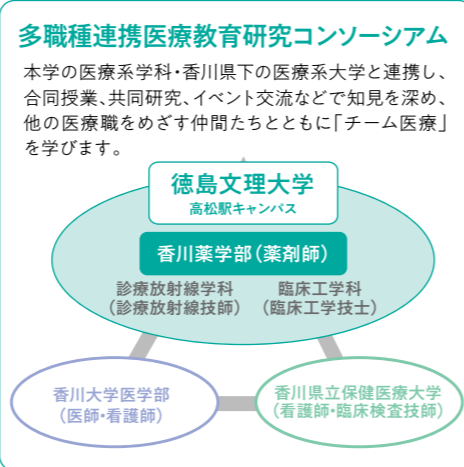 多職種連携医療教育研究コンソーシアム
本学の医療系学科・香川県下の医療系大学と連携し、
合同授業、共同研究、イベント交流などで知見を深め、
他の医療職をめざす仲間たちとともに「チーム医療」
を学びます。
徳島文理大学
高松駅キャンパス
香川薬学部（薬剤師）
診療放射線学科
（診療放射線技師）
臨床工学科
（臨床工学技士）
香川大学医学部
（医師・看護師）
香川県立保健医療大学
（看護師・臨床検査技師）